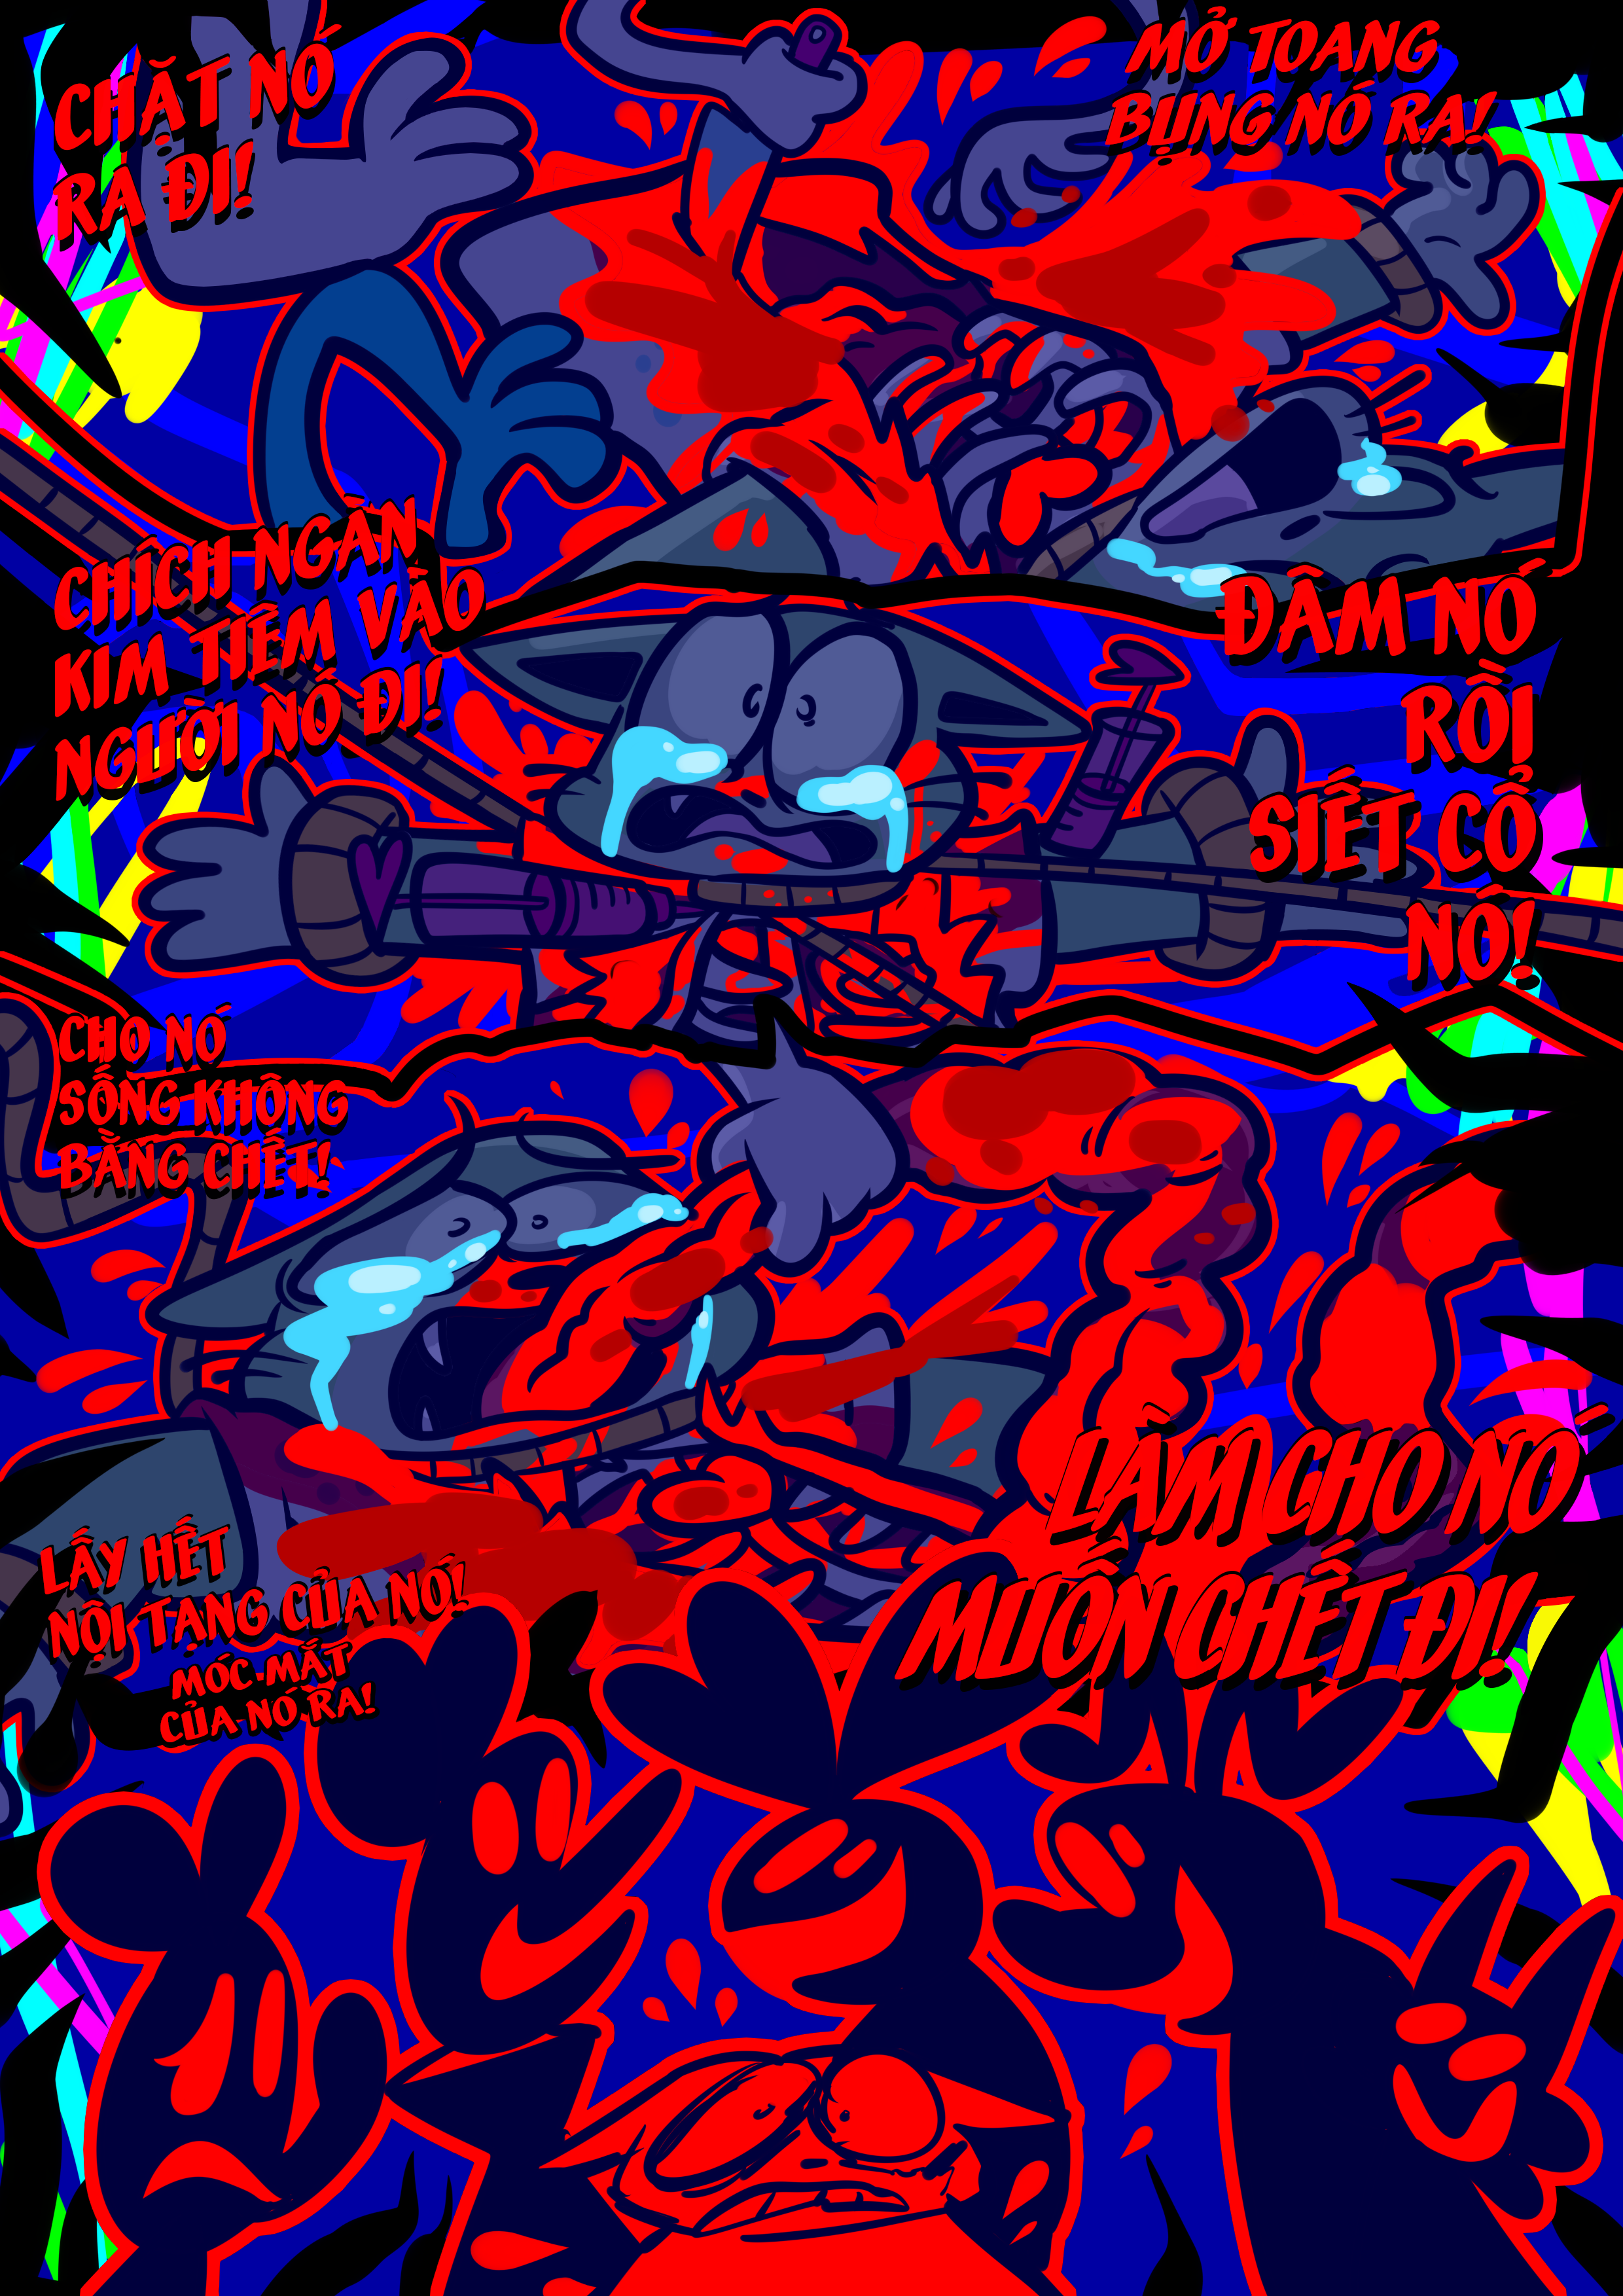 CHẶT NÓ
RA ĐI!
MỞ TOANG
BỤNG NÓ RA!
CHÍCH NGÀN
KIM TIÊM VÀO
NGƯỜI NÓ ĐI!
ĐÂM NÓ
RỒI
SIẾT CỔ
NÓ!
CHO NÓ
SỐNG KHÔNG
BẰNG CHẾT!
LÀM CHO NÓ
MUỐN CHẾT ĐI!
LẤY HẾT
NỘI TẠNG CỦA NÓ!
MÓC MẮT
CỦA NÓ RA!